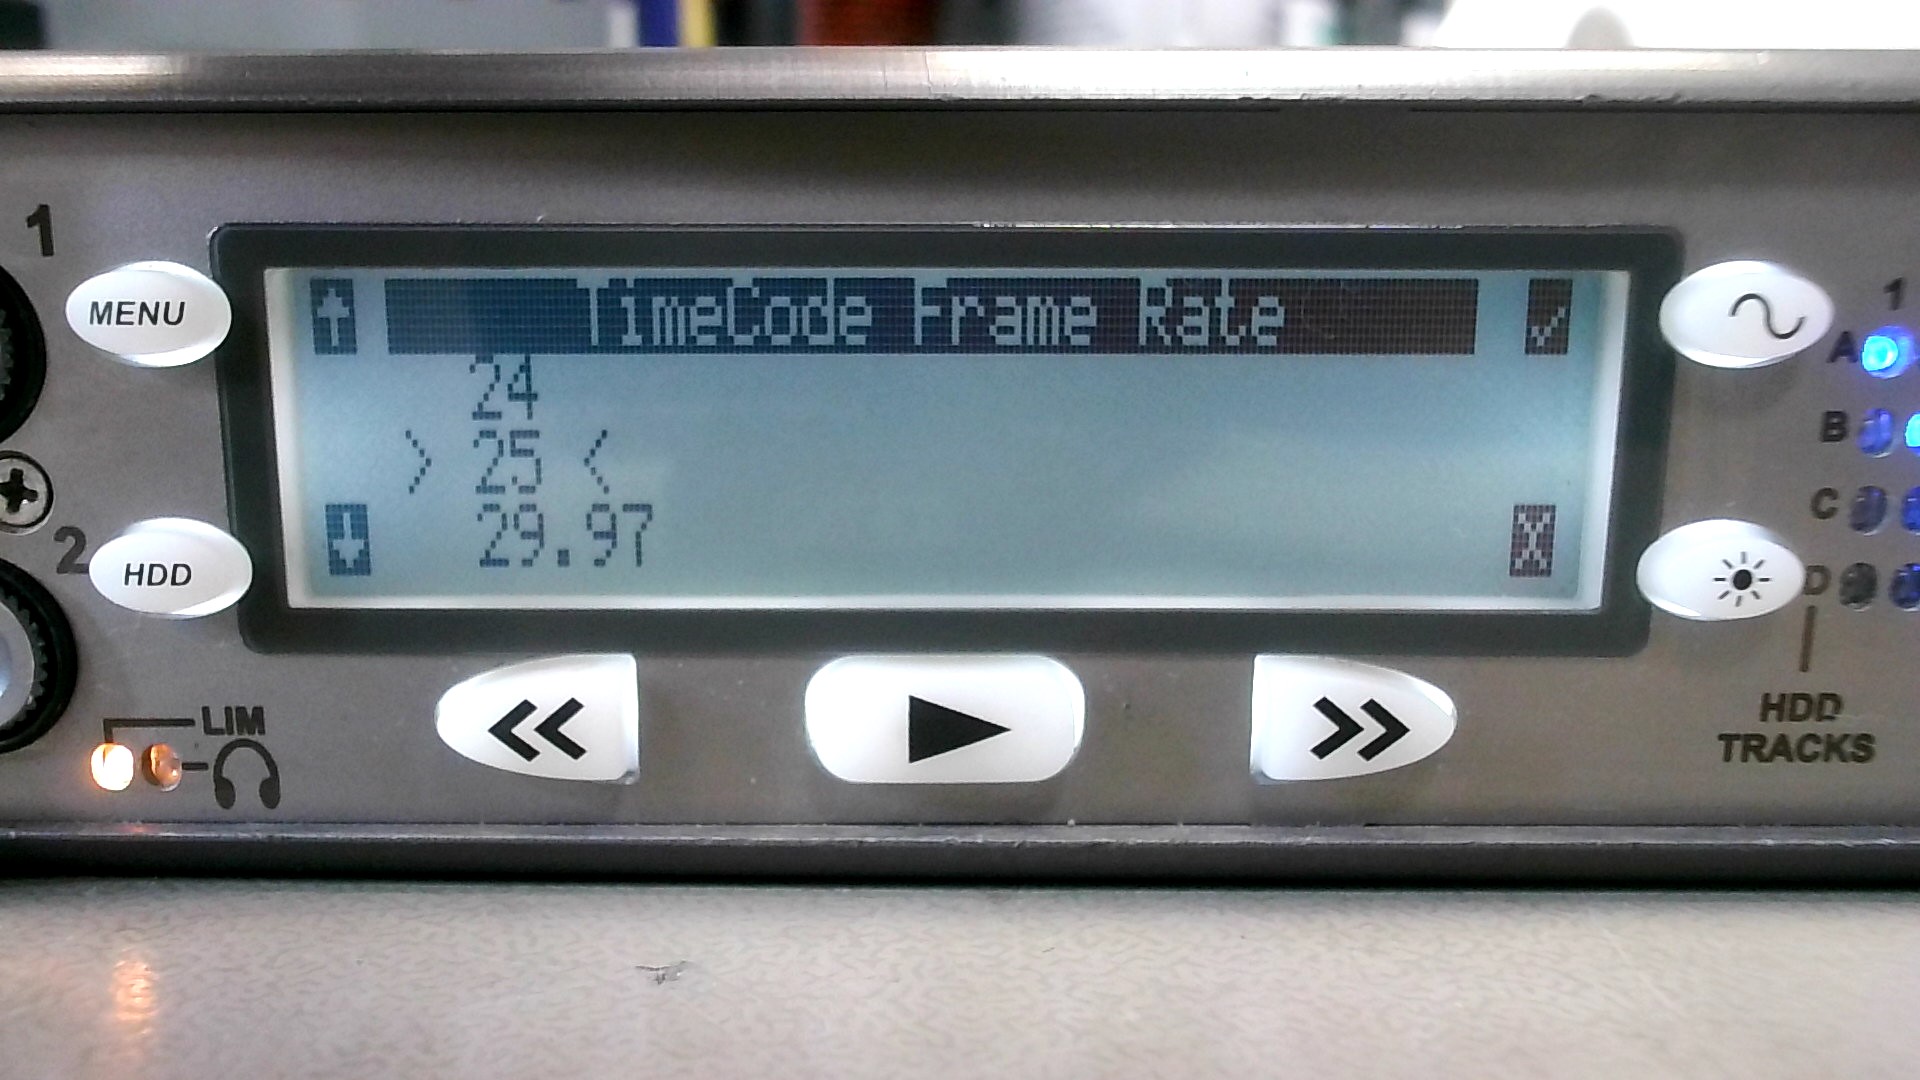 1
MENU
TimeCode Frame Rate
24
> 25 <
29.97
2
HDD
LIM
1
A
B
C
D
HDD
TRACKS